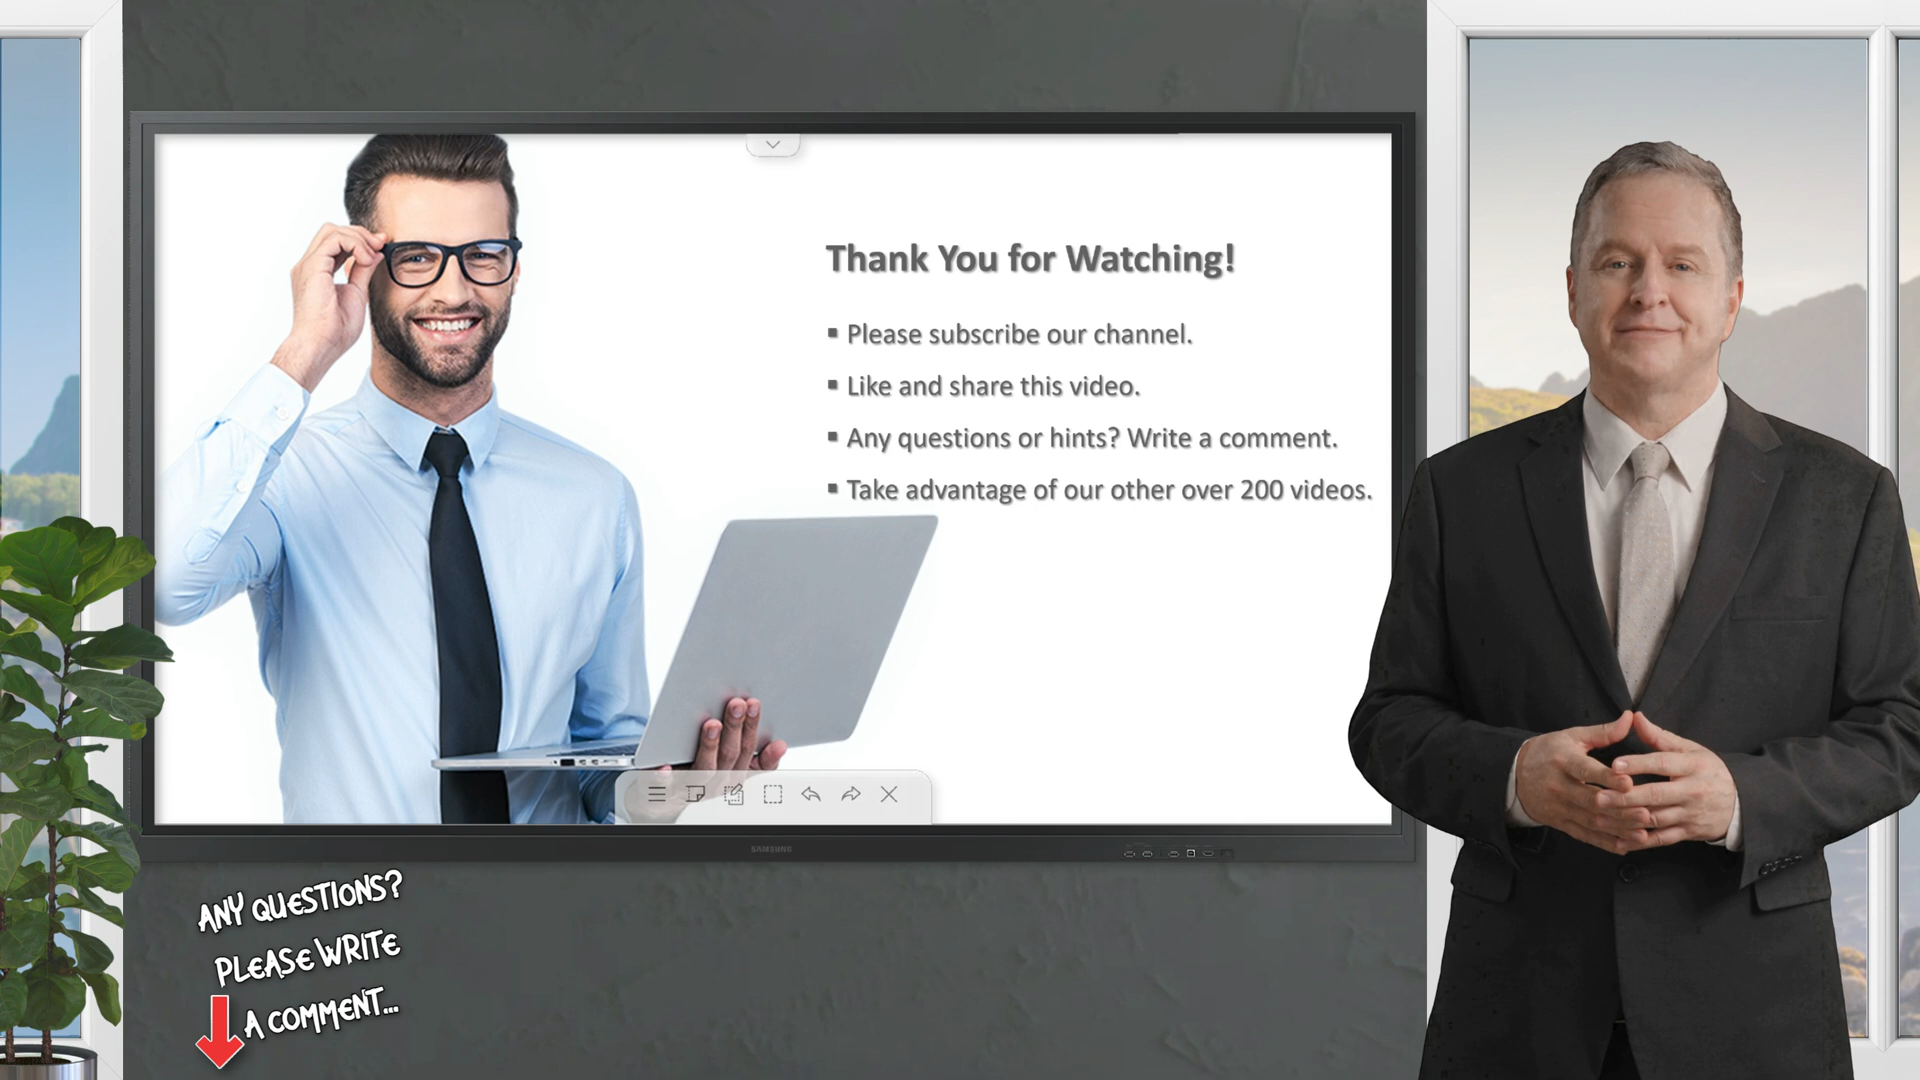 Thank You for Watching!
Please subscribe our channel.
Like and share this video.
Any questions or hints? Write a comment.
Take advantage of our other over 200 videos.
SAMSUNG
ANY QUESTIONS?
PLEASE WRITE
A COMMENT...